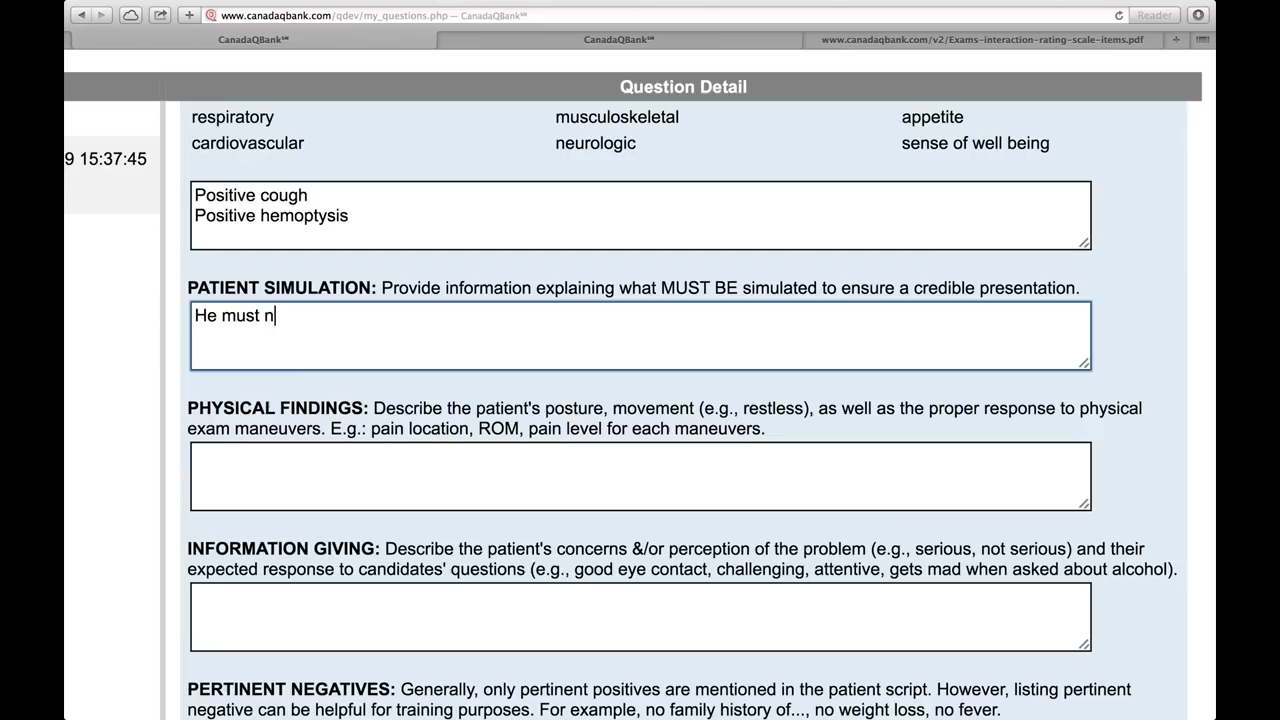 www.canadaqbank.com/qdev/my_questions.php — CanadaQBank℠
Reader
CanadaQBank℠
CanadaQBank℠
www.canadaqbank.com/v2/Exams-interaction-rating-scale-items.pdf
Question Detail
respiratory musculoskeletal appetite
cardiovascular neurologic sense of well being
9 15:37:45
Positive cough
Positive hemoptysis
PATIENT SIMULATION: Provide information explaining what MUST BE simulated to ensure a credible presentation.
He must n
PHYSICAL FINDINGS: Describe the patient's posture, movement (e.g., restless), as well as the proper response to physical
exam maneuvers. E.g.: pain location, ROM, pain level for each maneuvers.
INFORMATION GIVING: Describe the patient's concerns &/or perception of the problem (e.g., serious, not serious) and their
expected response to candidates' questions (e.g., good eye contact, challenging, attentive, gets mad when asked about alcohol).
PERTINENT NEGATIVES: Generally, only pertinent positives are mentioned in the patient script. However, listing pertinent
negative can be helpful for training purposes. For example, no family history of..., no weight loss, no fever.